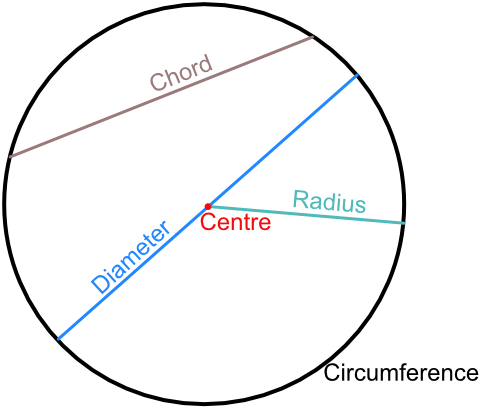 Chord
Radius
Centre
Diameter
Circumference